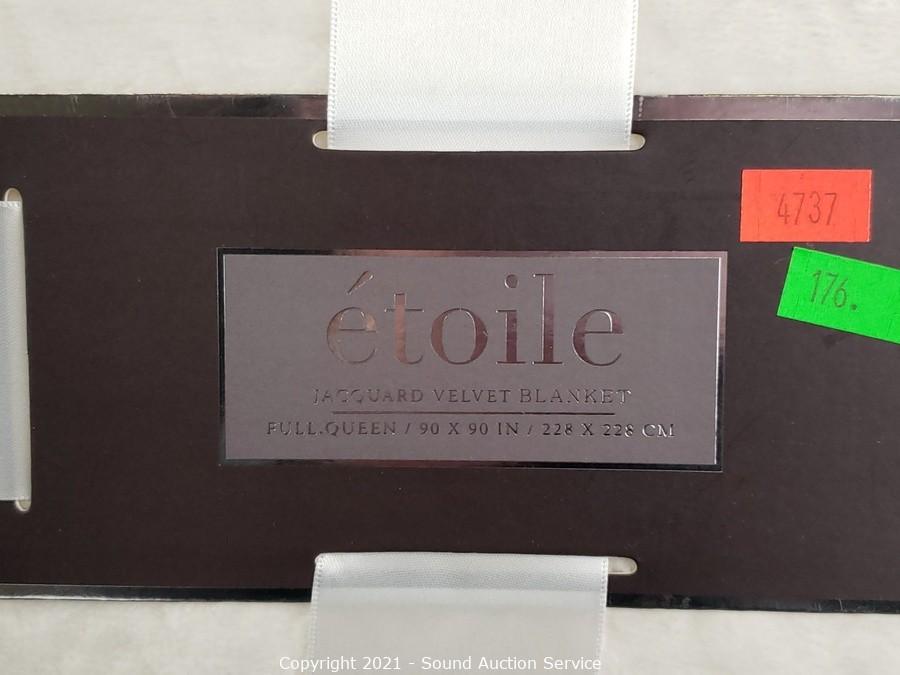 4737
176.
étoile
JACQUARD VELVET BLANKET
FULL.QUEEN / 90 X 90 IN / 228 X 228 CM
Copyright 2021 - Sound Auction Service